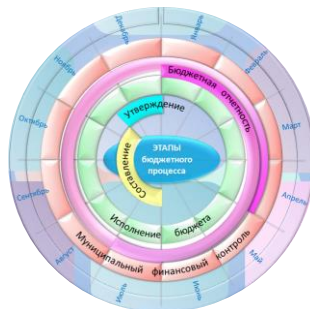 Январь
Февраль
Март
Апрель
Май
Июнь
Июль
Август
Сентябрь
Октябрь
Ноябрь
Декабрь
Бюджетная отчетность
Утверждение
ЭТАПЫ
бюджетного
процесса
Составление
Исполнение бюджета
Муниципальный финансовый контроль